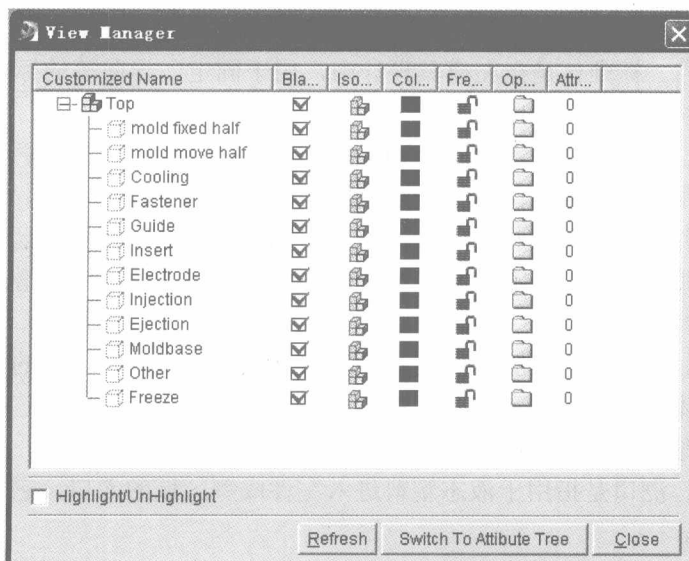 View Manager
Customized Name Bla... Iso... Col... Fre... Op... Attr...
Top 0
mold fixed half 0
mold move half 0
Cooling 0
Fastener 0
Guide 0
Insert 0
Electrode 0
Injection 0
Ejection 0
Moldbase 0
Other 0
Freeze 0
Highlight/UnHighlight
Refresh Switch To Attibute Tree Close